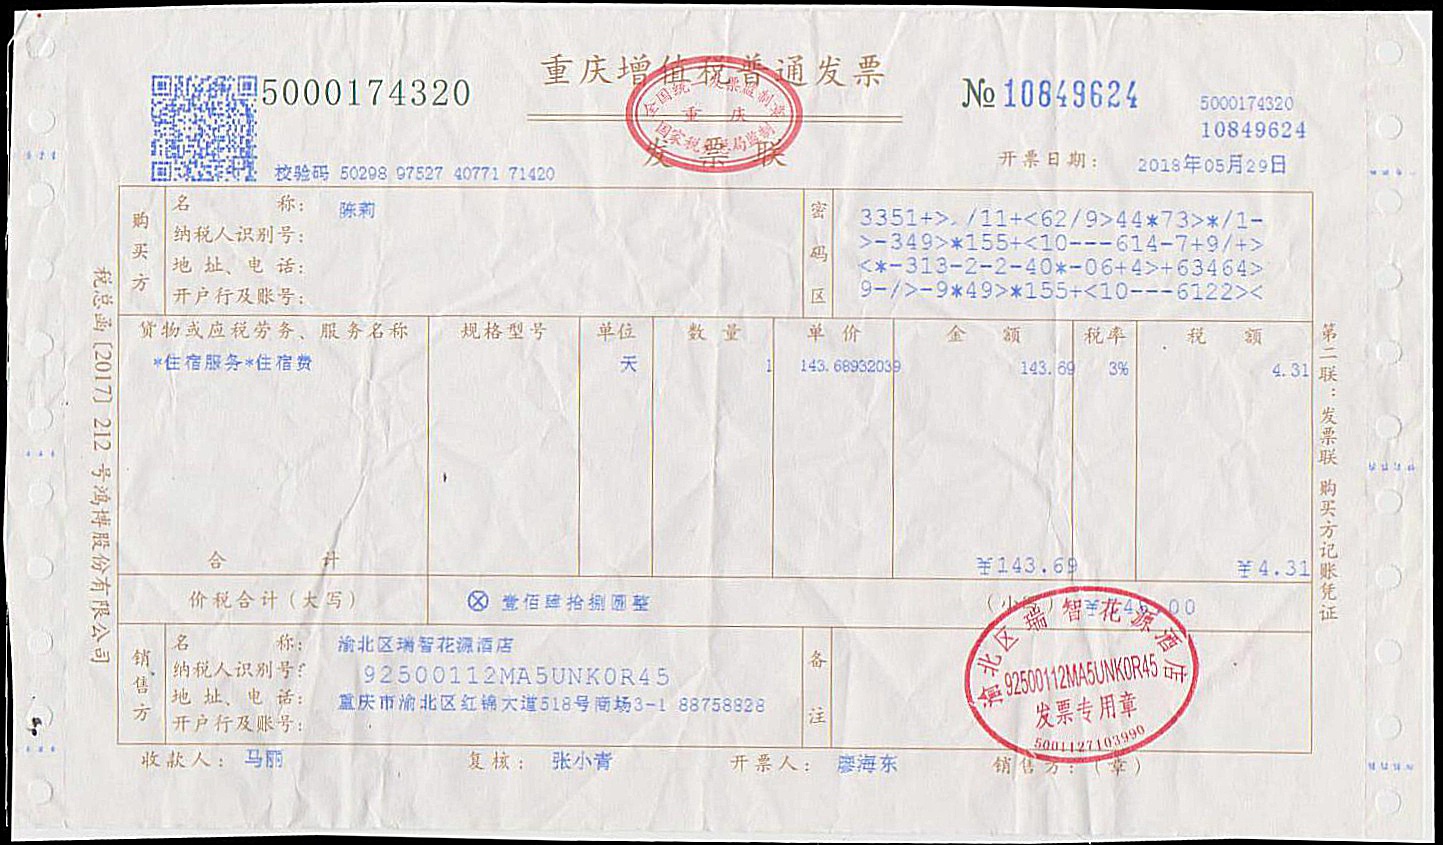 重庆增值税普通发票
发票联
全国统一发票监制章
重庆
国家税务总局监制
5000174320
№ 10849624
5000174320
10849624
校验码 50298 97527 40771 71420
开票日期: 2018年05月29日
购买方
名称: 陈莉
纳税人识别号:
地址、电话:
开户行及账号:
密码区
3351+>./11+<62/9>44*73>*/1-
>-349>*155+<10---614-7+9/+>
<*-313-2-2-40*-06+4>+63464>
9-/>-9*49>*155+<10---6122><
货物或应税劳务、服务名称 规格型号 单位 数量 单价 金额 税率 税额
*住宿服务*住宿费 天 1 143.68932039 143.69 3% 4.31
合计 ¥143.69 ¥4.31
价税合计(大写) ⊗ 壹佰肆拾捌圆整 (小写)
销售方
名称: 渝北区瑞智花源酒店
纳税人识别号: 92500112MA5UNK0R45
地址、电话: 重庆市渝北区红锦大道518号商场3-1 88758828
开户行及账号:
备注
渝北区瑞智花源酒店
92500112MA5UNK0R45
发票专用章
5001127103990
收款人: 马丽 复核: 张小青 开票人: 廖海东 销售方:(章)
税总函[2017]212号鸿博股份有限公司
第二联:发票联 购买方记账凭证